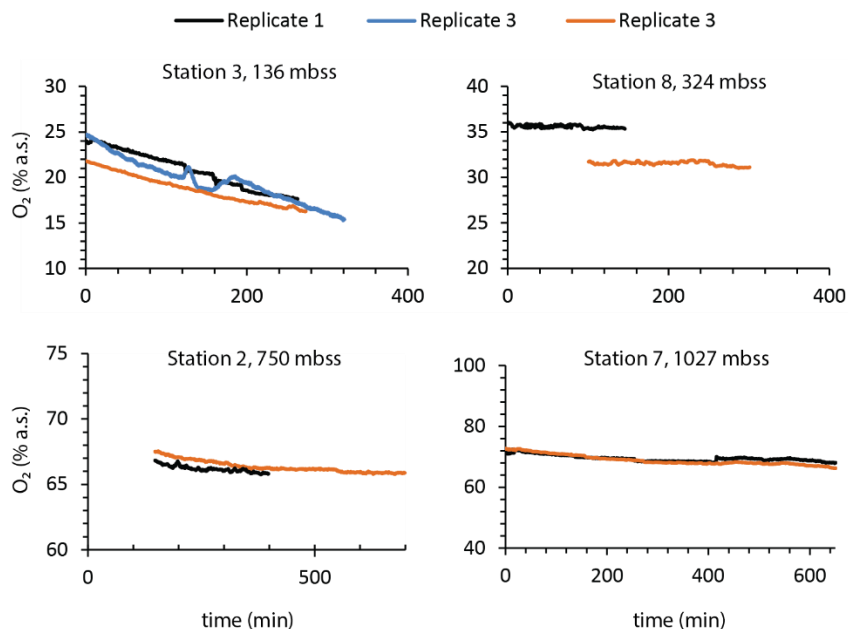 Replicate 1 Replicate 3 Replicate 3
Station 3, 136 mbss
O₂ (% a.s.)
30
25
20
15
10
0 200 400
Station 8, 324 mbss
40
35
30
25
20
0 200 400
Station 2, 750 mbss
O₂ (% a.s.)
75
70
65
60
0 500
time (min)
Station 7, 1027 mbss
100
80
60
40
0 200 400 600
time (min)